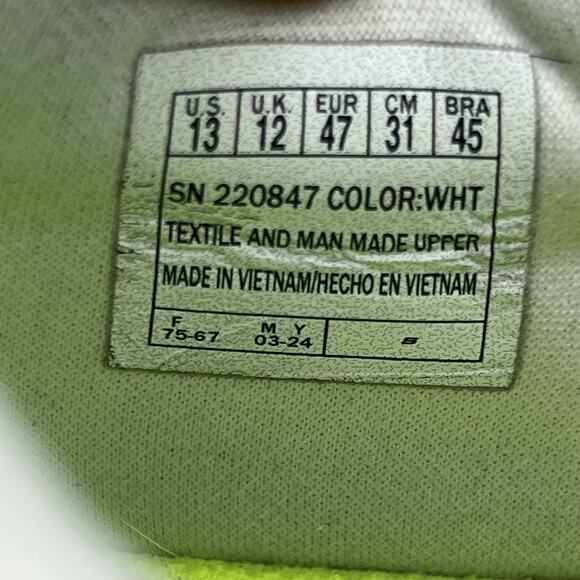 U.S. U.K. EUR CM BRA
13 12 47 31 45
SN 220847 COLOR:WHT
TEXTILE AND MAN MADE UPPER
MADE IN VIETNAM/HECHO EN VIETNAM
F M Y
75-67 03-24